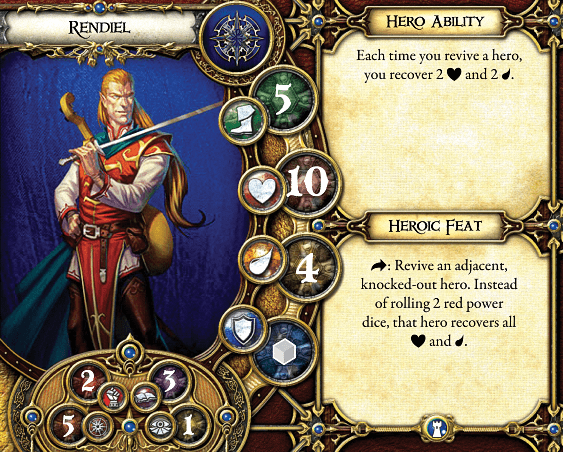 Rendiel
5
10
4
2
3
5
1
Hero Ability
Each time you revive a hero,
you recover 2 ♥ and 2 .
Heroic Feat
: Revive an adjacent,
knocked-out hero. Instead
of rolling 2 red power
dice, that hero recovers all
♥ and .